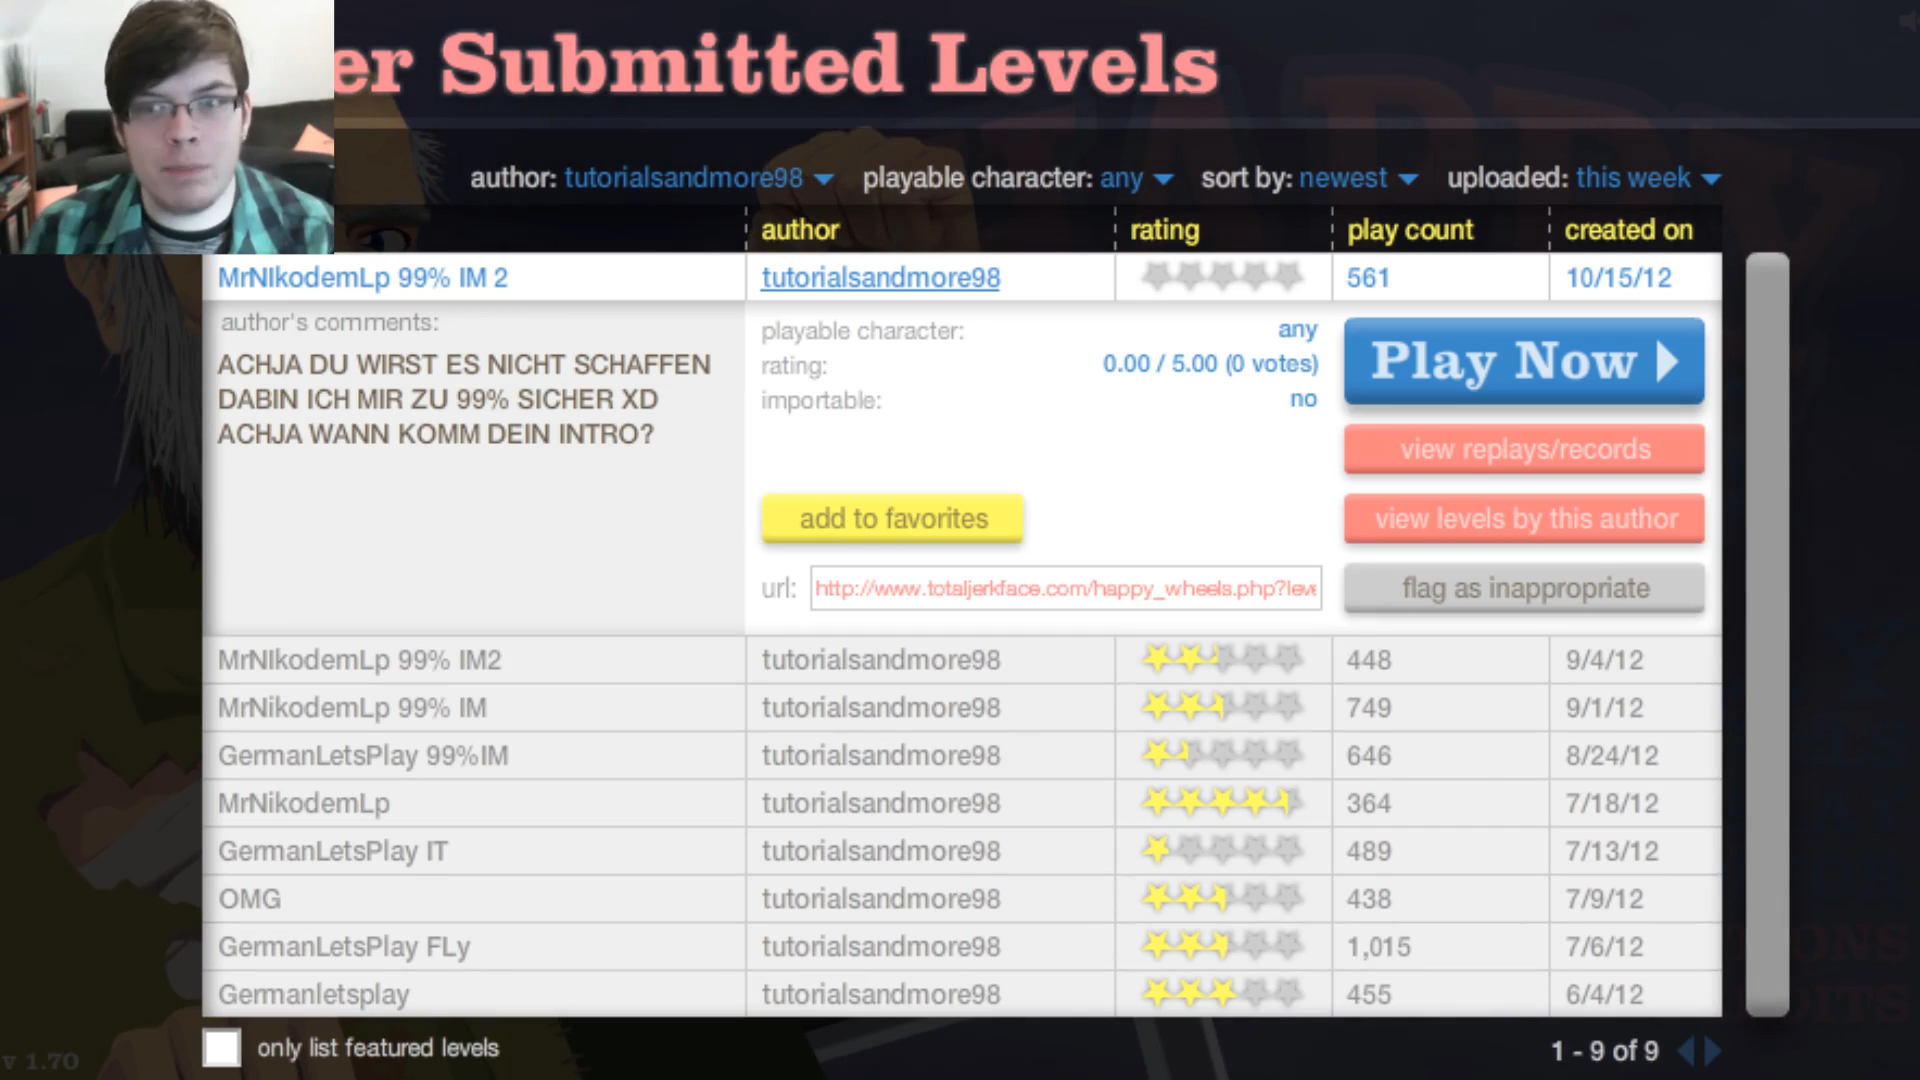 er Submitted Levels
author: tutorialsandmore98 playable character: any sort by: newest uploaded: this week
author rating play count created on
MrNIkodemLp 99% IM 2 tutorialsandmore98 561 10/15/12
author's comments:
ACHJA DU WIRST ES NICHT SCHAFFEN
DABIN ICH MIR ZU 99% SICHER XD
ACHJA WANN KOMM DEIN INTRO?
playable character: any
rating: 0.00 / 5.00 (0 votes)
importable: no
add to favorites
url: http://www.totaljerkface.com/happy_wheels.php?leve
Play Now
view replays/records
view levels by this author
flag as inappropriate
MrNIkodemLp 99% IM2 tutorialsandmore98 448 9/4/12
MrNikodemLp 99% IM tutorialsandmore98 749 9/1/12
GermanLetsPlay 99%IM tutorialsandmore98 646 8/24/12
MrNikodemLp tutorialsandmore98 364 7/18/12
GermanLetsPlay IT tutorialsandmore98 489 7/13/12
OMG tutorialsandmore98 438 7/9/12
GermanLetsPlay FLy tutorialsandmore98 1,015 7/6/12
Germanletsplay tutorialsandmore98 455 6/4/12
only list featured levels
1 - 9 of 9
v 1.70